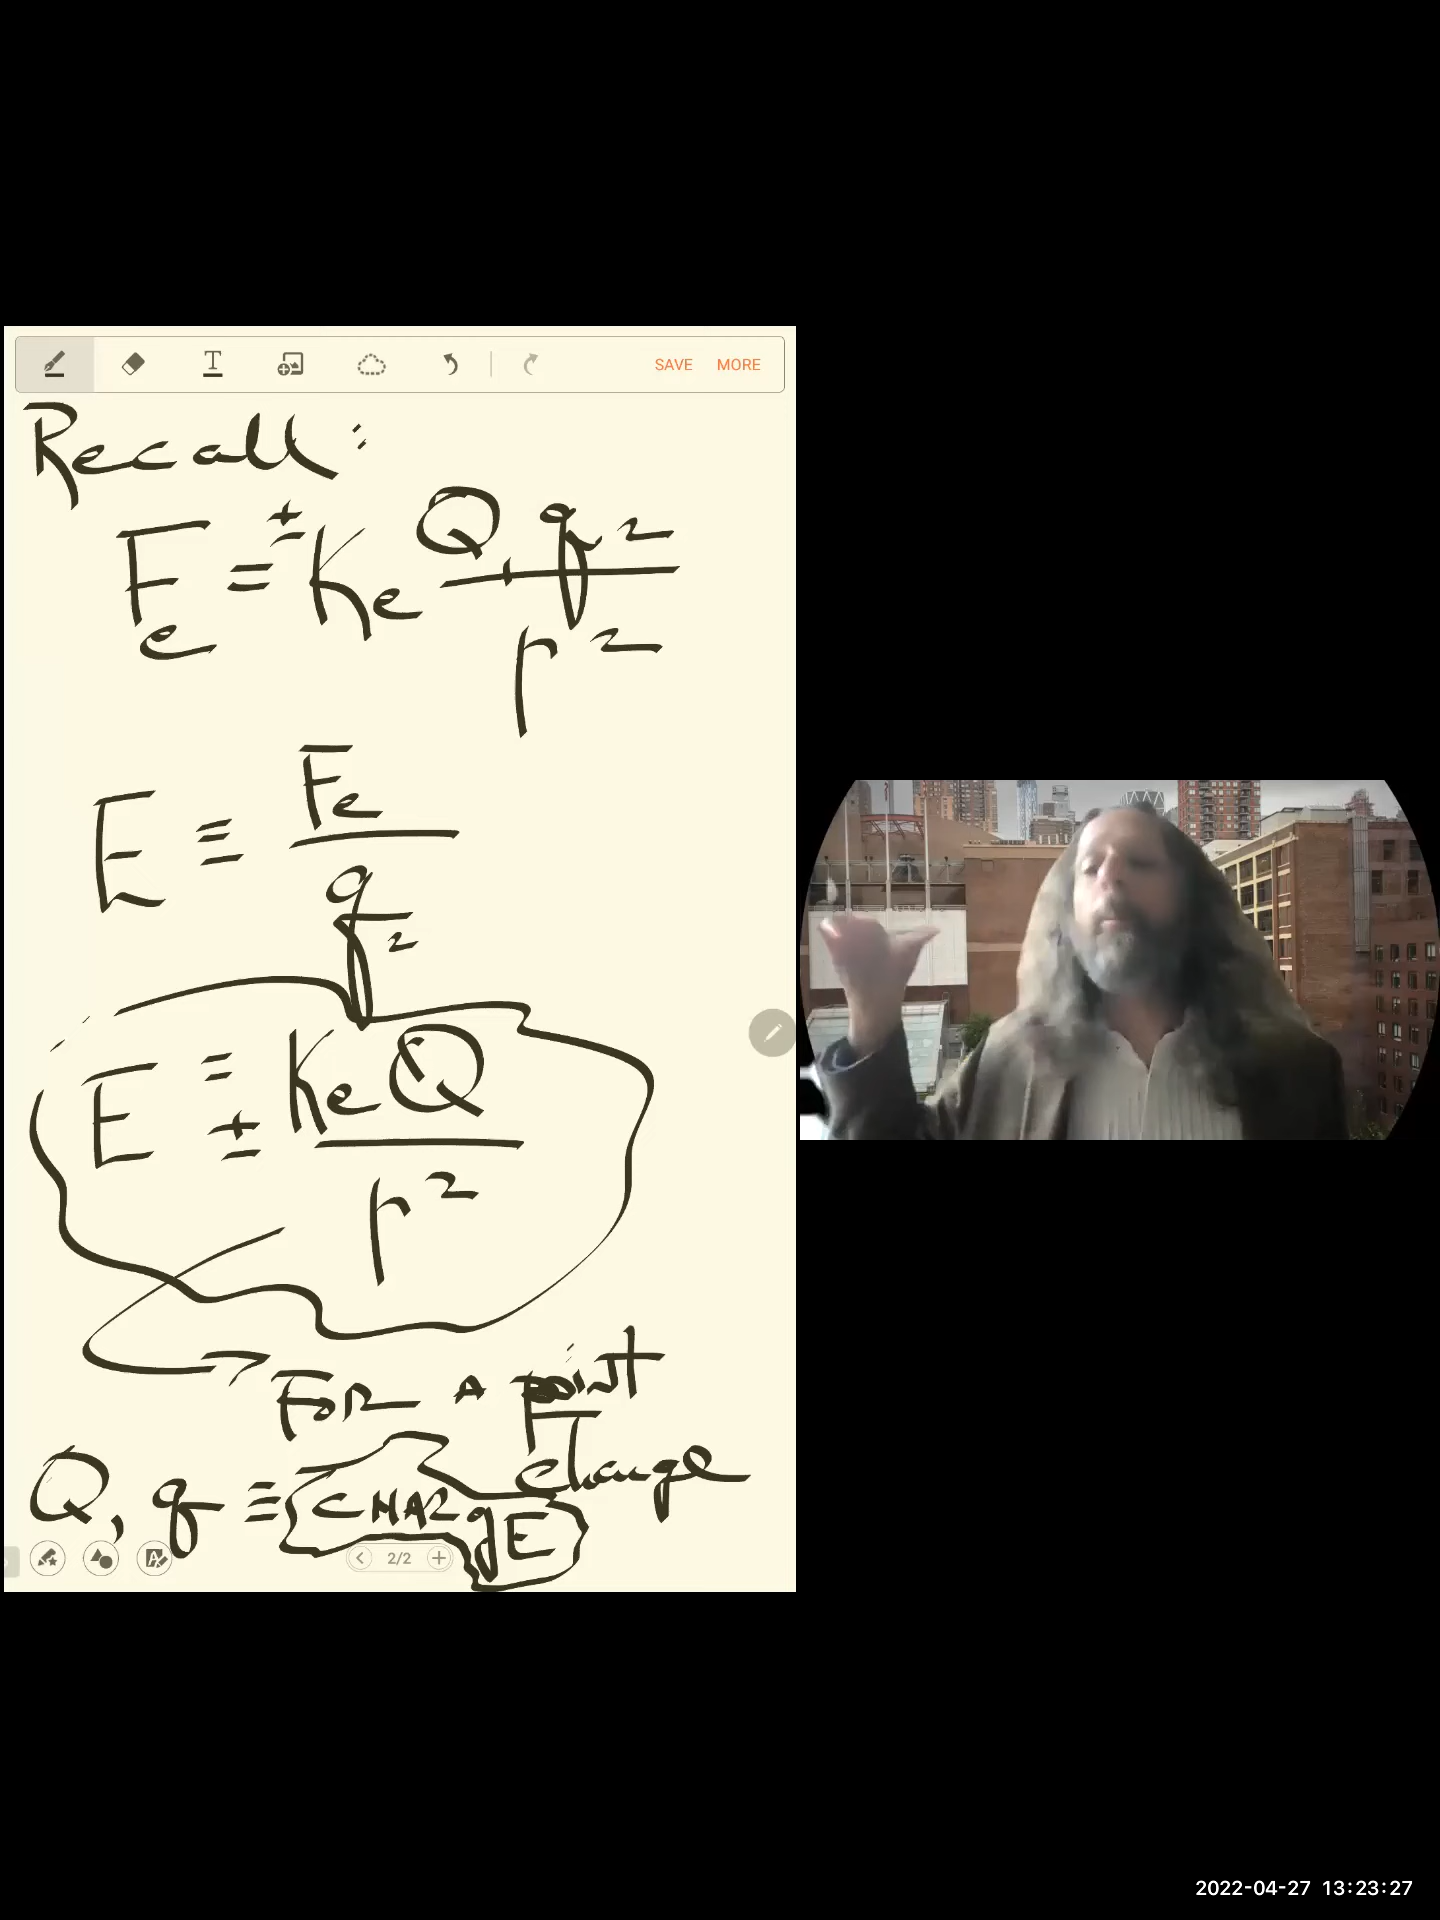 SAVE MORE
Recall:
Fe = ± Ke Q₁ q₂
r²
E ≡ Fe
q₂
E = ± Ke Q
r²
FOR A point
charge
Q, q ≡ CHARgE
2/2
2022-04-27 13:23:27